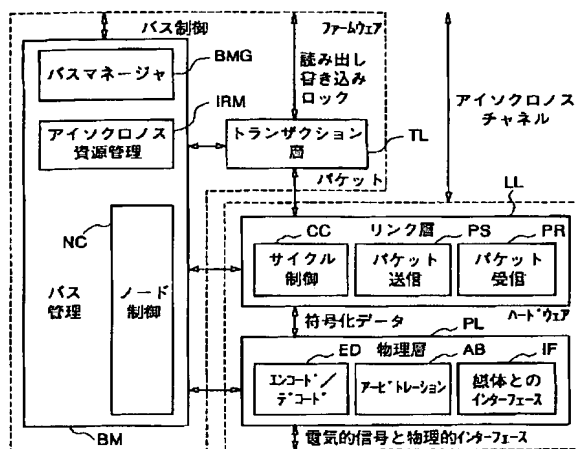 バス制御
ファームウェア
バスマネージャ
BMG
読み出し
書き込み
ロック
アイソクロノス
チャネル
アイソクロノス
資源管理
IRM
トランザクション
層
TL
パケット
LL
NC
バス
管理
ノード
制御
CC
リンク層
PS
PR
サイクル
制御
パケット
送信
パケット
受信
ハードウェア
符号化データ
PL
ED
物理層
AB
IF
エンコード/
デコード
アービトレーション
媒体との
インターフェース
BM
電気的信号と物理的インターフェース